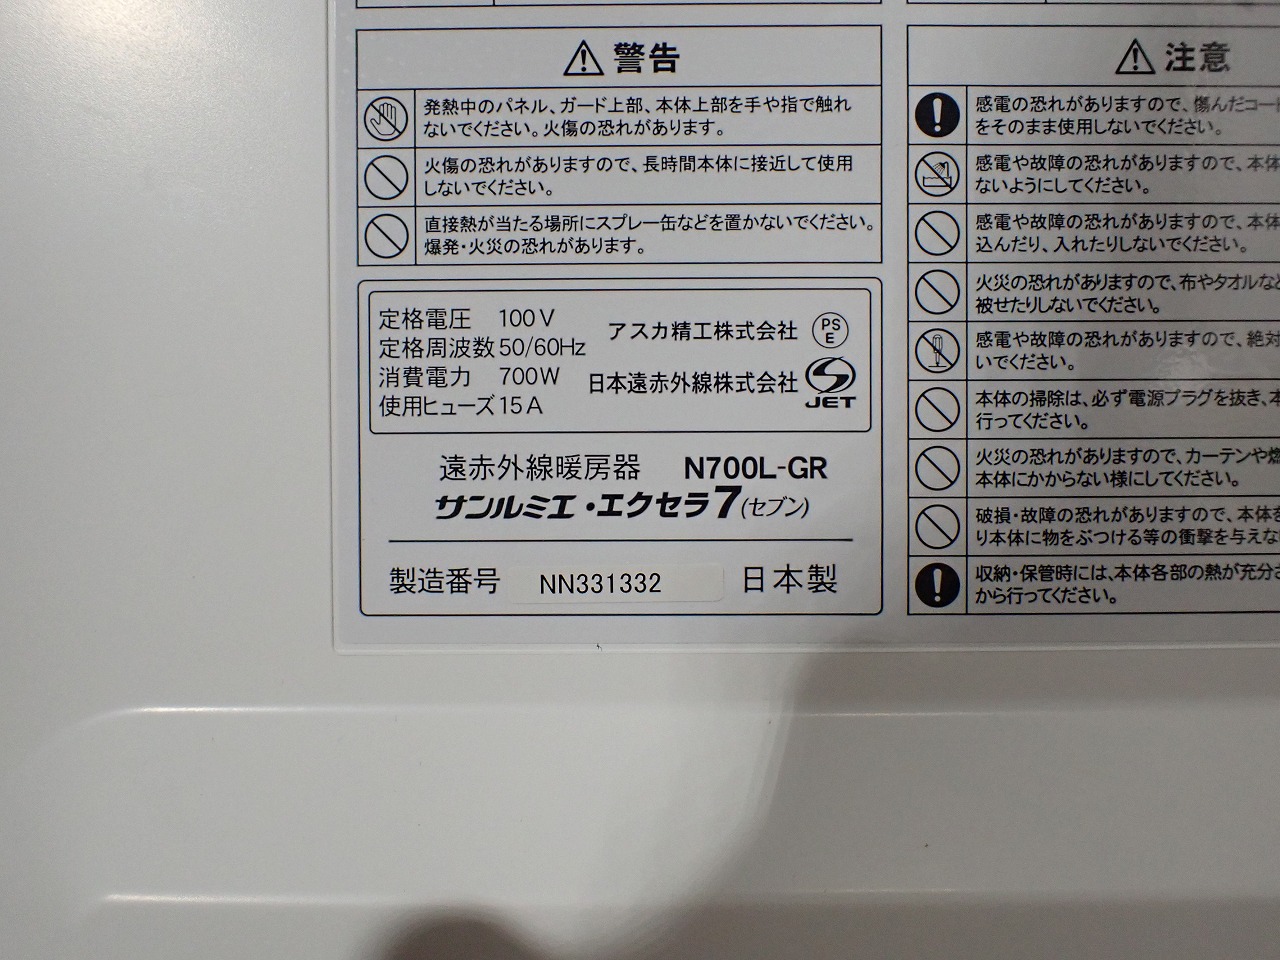 警告
発熱中のパネル、ガード上部、本体上部を手や指で触れ
ないでください。火傷の恐れがあります。
火傷の恐れがありますので、長時間本体に接近して使用
しないでください。
直接熱が当たる場所にスプレー缶などを置かないでください。
爆発・火災の恐れがあります。
定格電圧 100V
定格周波数 50/60Hz
消費電力 700W
使用ヒューズ 15A
アスカ精工株式会社
PS
E
日本遠赤外線株式会社
JET
遠赤外線暖房器 N700L-GR
サンルミエ・エクセラ7(セブン)
製造番号 NN331332 日本製
注意
感電の恐れがありますので、傷んだコー
をそのまま使用しないでください。
感電や故障の恐れがありますので、本体
ないようにしてください。
感電や故障の恐れがありますので、本体
込んだり、入れたりしないでください。
火災の恐れがありますので、布やタオルな
被せたりしないでください。
感電や故障の恐れがありますので、絶対
いでください。
本体の掃除は、必ず電源プラグを抜き、本
行ってください。
火災の恐れがありますので、カーテンや燃
本体にかからない様にしてください。
破損・故障の恐れがありますので、本体
り本体に物をぶつける等の衝撃を与えな
収納・保管時には、本体各部の熱が充分
から行ってください。